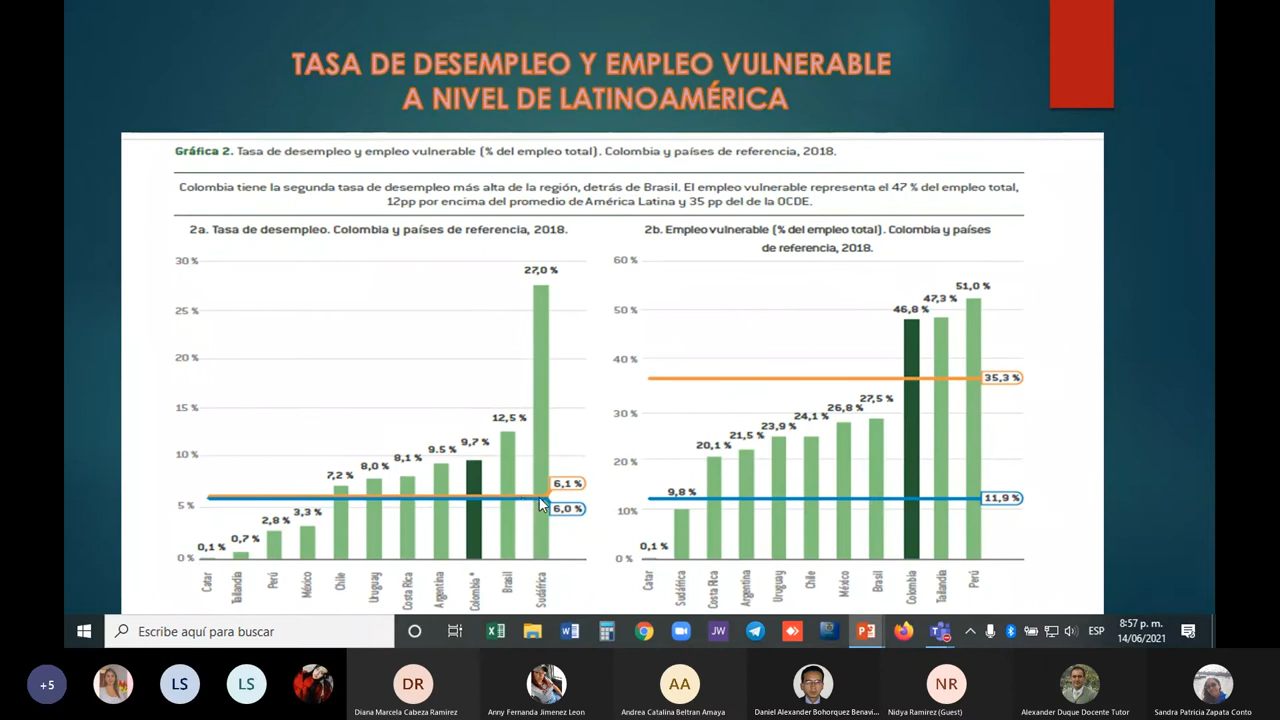 TASA DE DESEMPLEO Y EMPLEO VULNERABLE
A NIVEL DE LATINOAMÉRICA
Gráfica 2. Tasa de desempleo y empleo vulnerable (% del empleo total). Colombia y países de referencia, 2018.
Colombia tiene la segunda tasa de desempleo más alta de la región, detrás de Brasil. El empleo vulnerable representa el 47 % del empleo total,
12pp por encima del promedio de América Latina y 35 pp del de la OCDE.
2a. Tasa de desempleo. Colombia y países de referencia, 2018.
30 %
25 %
20 %
15 %
10 %
5 %
0 %
0,1 %
0,7 %
2,8 %
3,3 %
7,2 %
8,0 %
8,1 %
9.5 %
9,7 %
12,5 %
27,0 %
6,1 %
6,0 %
Catar
Tailandia
Perú
México
Chile
Uruguay
Costa Rica
Argentina
Colombia *
Brasil
Sudáfrica
2b. Empleo vulnerable (% del empleo total). Colombia y países
de referencia, 2018.
60 %
50 %
40 %
30 %
20 %
10%
0 %
0,1 %
9,8 %
20,1 %
21,5 %
23,9 %
24,1 %
26,8 %
27,5 %
46,8 %
47,3 %
51,0 %
35,3 %
11,9 %
Catar
Sudáfrica
Costa Rica
Argentina
Uruguay
Chile
México
Brasil
Colombia
Tailandia
Perú
Escribe aquí para buscar
JW
ESP
8:57 p. m.
14/06/2021
+5
LS
LS
DR
AA
NR
Diana Marcela Cabeza Ramirez
Anny Fernanda Jimenez Leon
Andrea Catalina Beltran Amaya
Daniel Alexander Bohorquez Benavi...
Nidya Ramirez (Guest)
Alexander Duque Docente Tutor
Sandra Patricia Zapata Conto